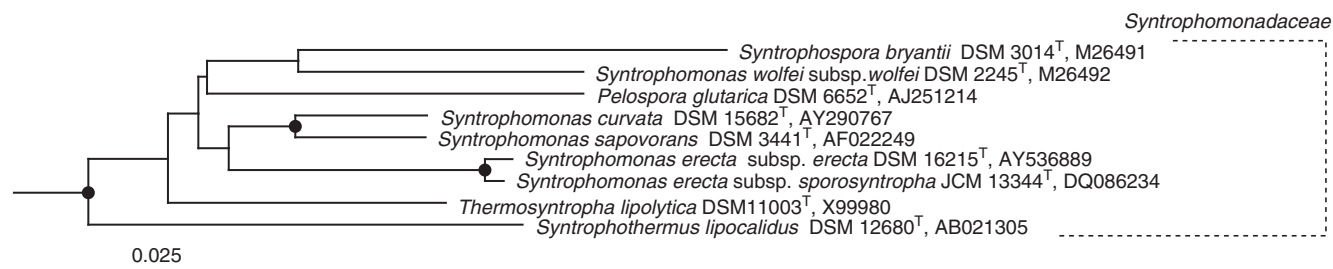 Syntrophomonadaceae
Syntrophospora bryantii DSM 3014ᵀ, M26491
Syntrophomonas wolfei subsp.wolfei DSM 2245ᵀ, M26492
Pelospora glutarica DSM 6652ᵀ, AJ251214
Syntrophomonas curvata DSM 15682ᵀ, AY290767
Syntrophomonas sapovorans DSM 3441ᵀ, AF022249
Syntrophomonas erecta subsp. erecta DSM 16215ᵀ, AY536889
Syntrophomonas erecta subsp. sporosyntropha JCM 13344ᵀ, DQ086234
Thermosyntropha lipolytica DSM11003ᵀ, X99980
Syntrophothermus lipocalidus DSM 12680ᵀ, AB021305
0.025